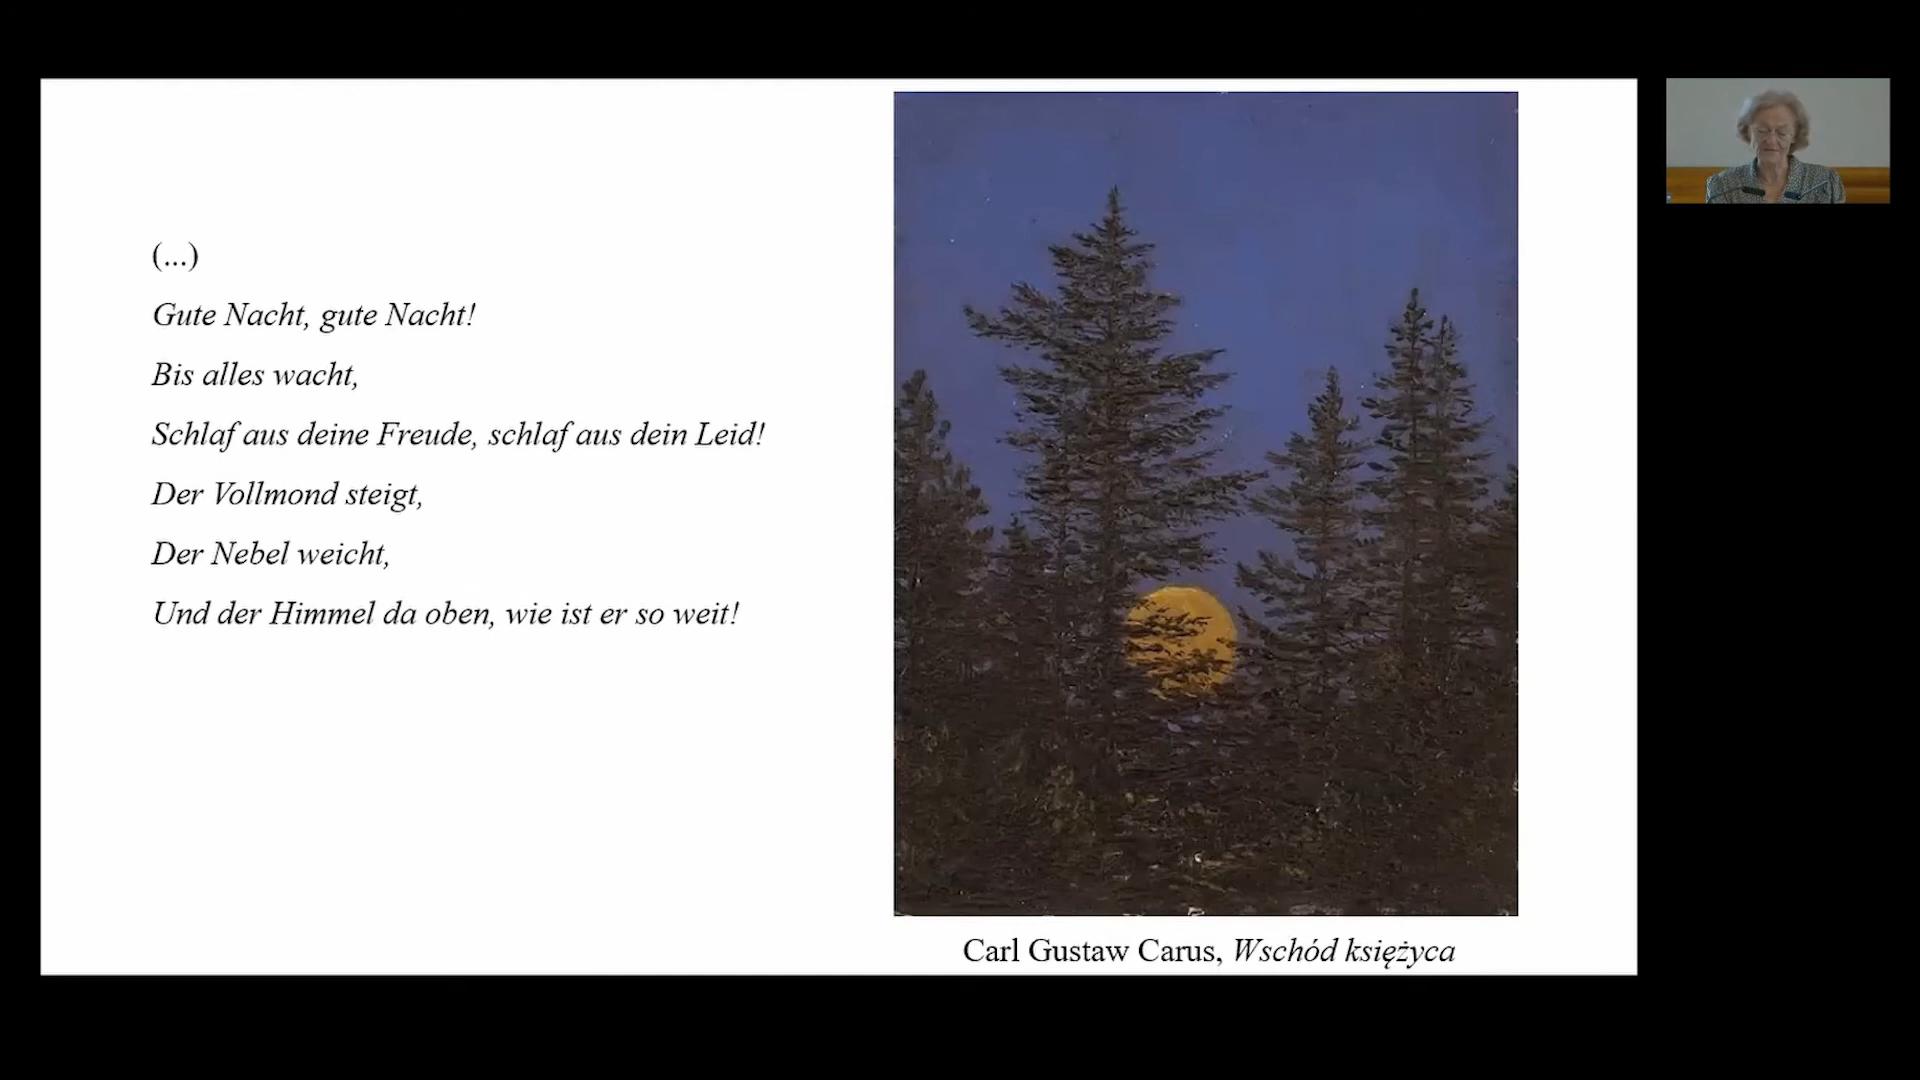 (...)
Gute Nacht, gute Nacht!
Bis alles wacht,
Schlaf aus deine Freude, schlaf aus dein Leid!
Der Vollmond steigt,
Der Nebel weicht,
Und der Himmel da oben, wie ist er so weit!
Carl Gustaw Carus, Wschód księżyca